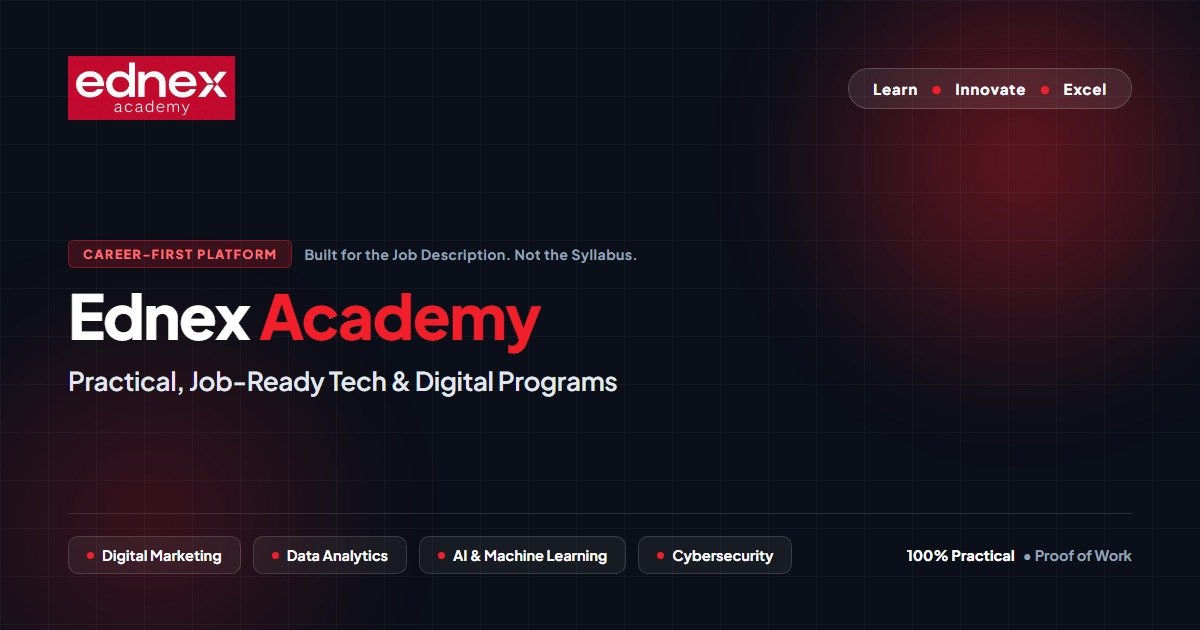 ednex
academy
Learn • Innovate • Excel
CAREER-FIRST PLATFORM Built for the Job Description. Not the Syllabus.
Ednex Academy
Practical, Job-Ready Tech & Digital Programs
• Digital Marketing • Data Analytics • AI & Machine Learning • Cybersecurity 100% Practical • Proof of Work